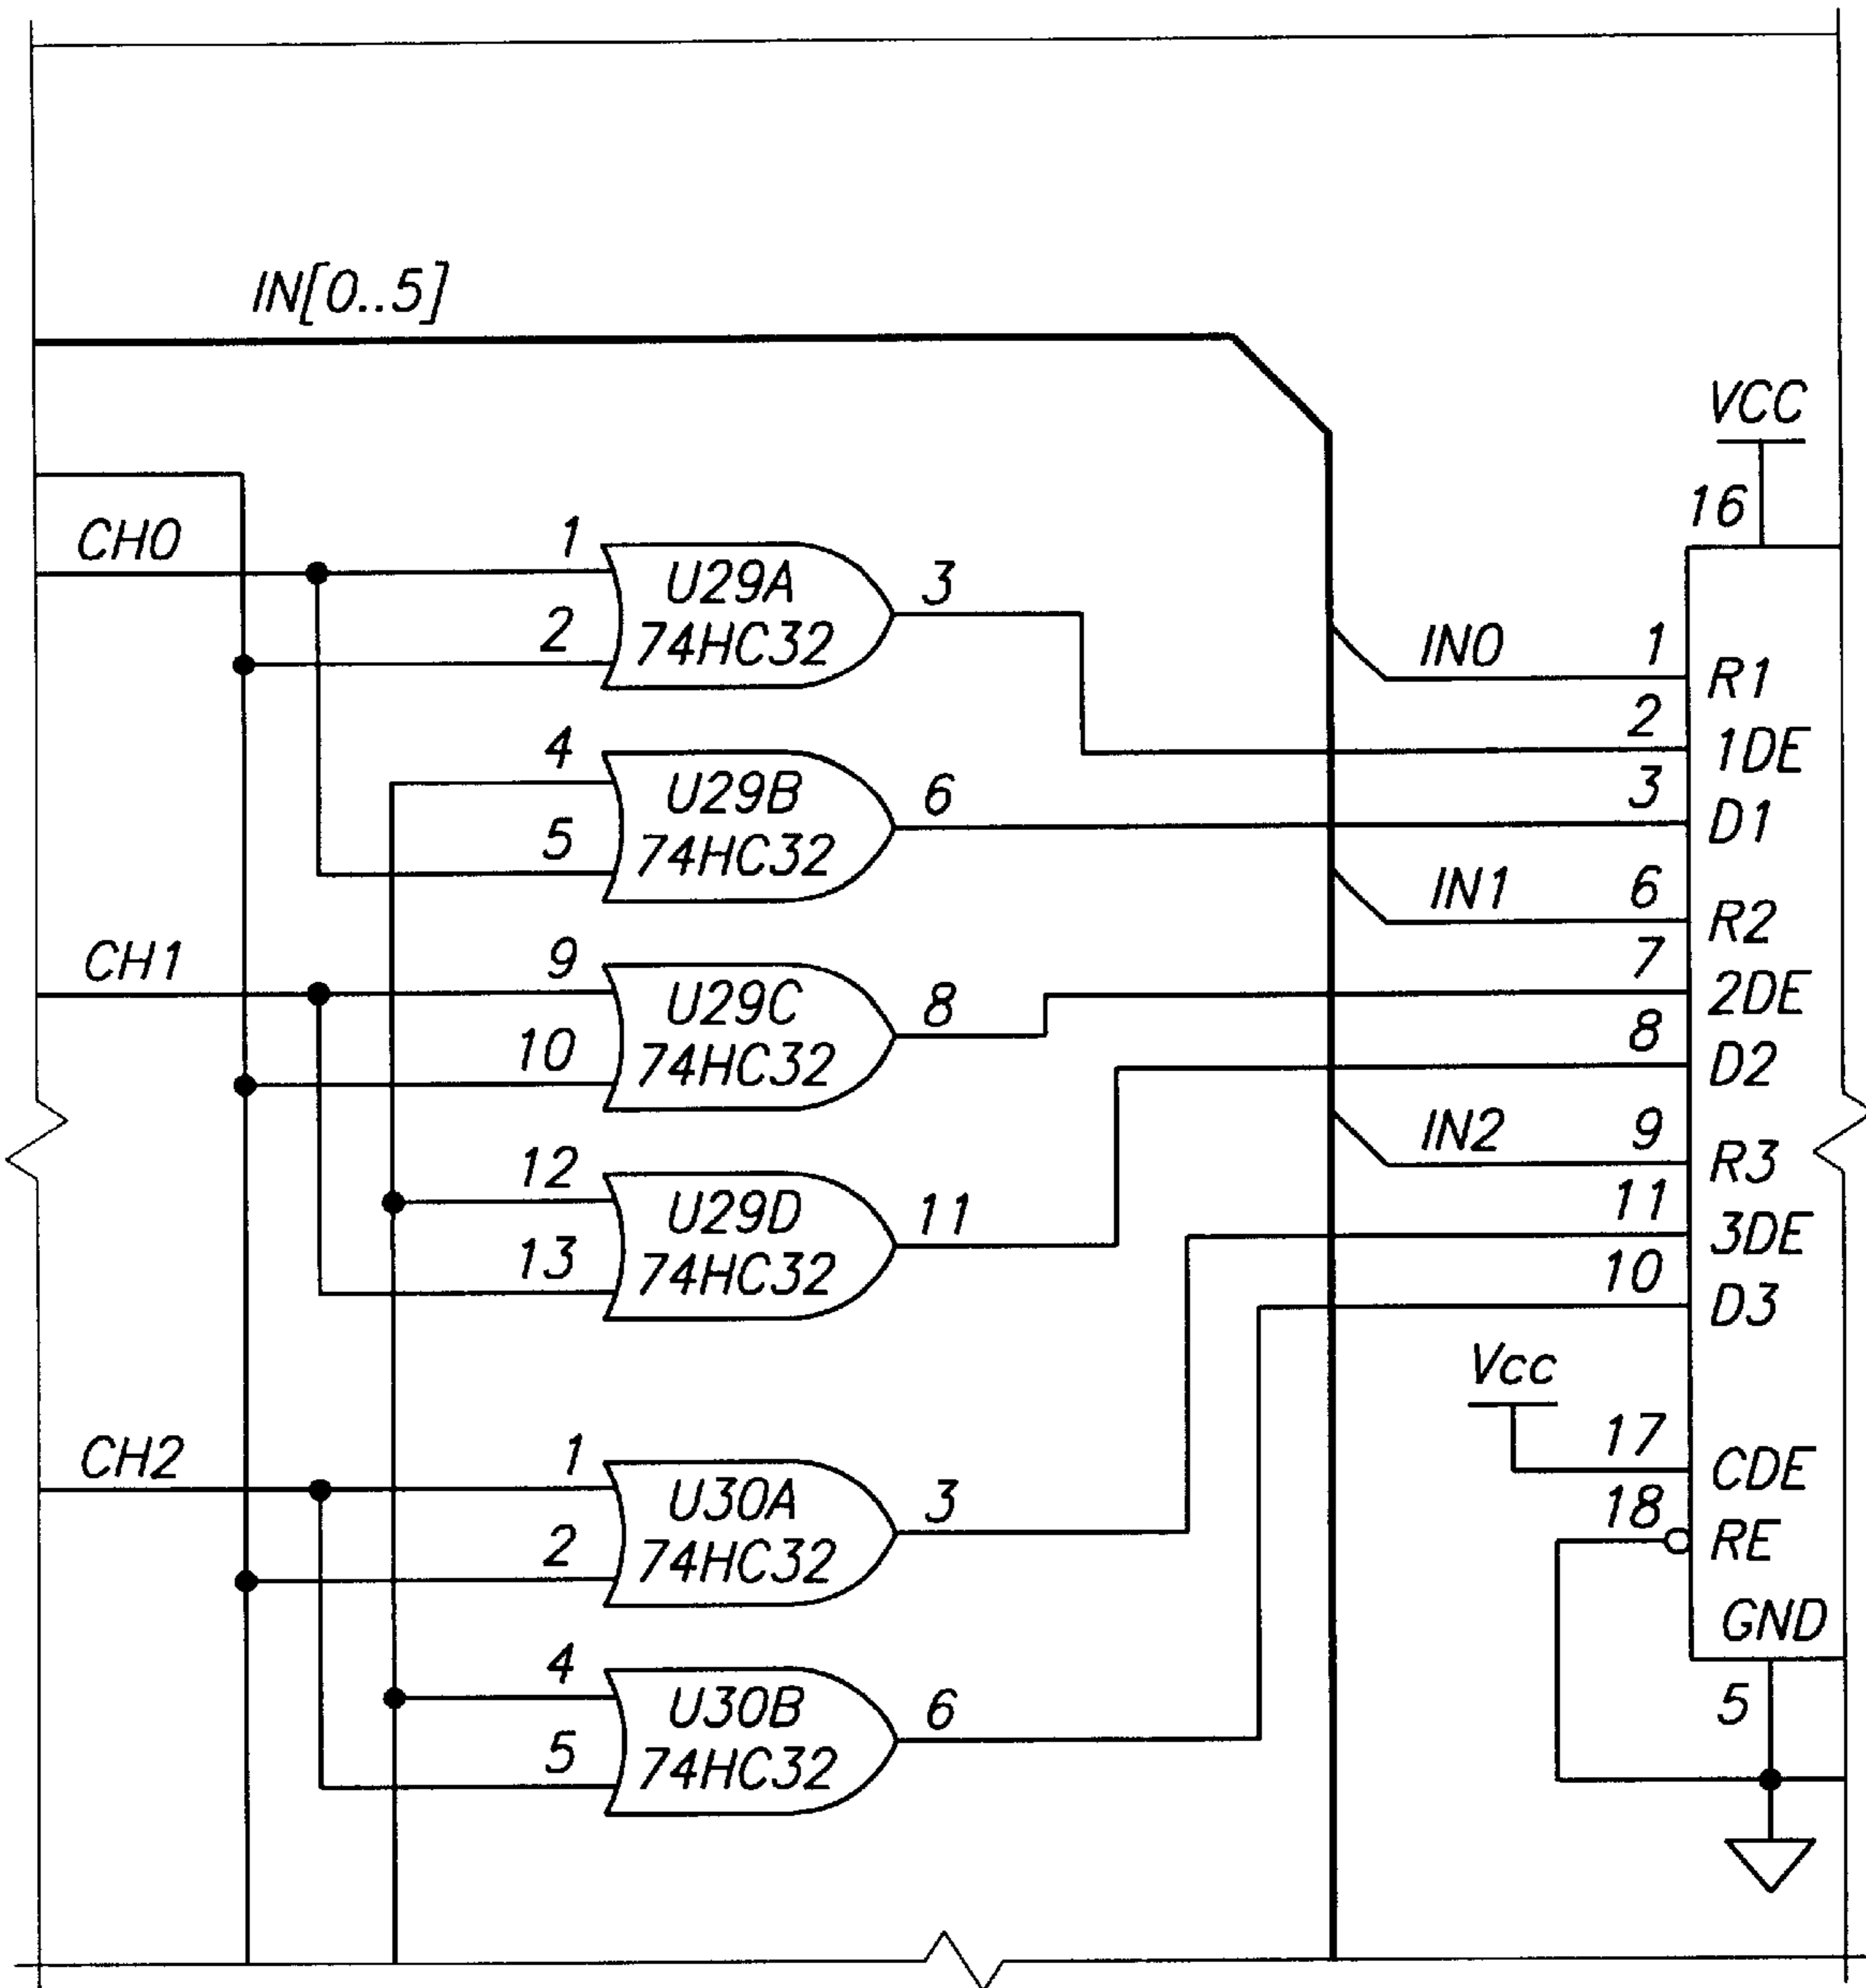 IN[0..5]
VCC
16
CH0
1
U29A
3
2
74HC32
IN0
1
R1
2
1DE
4
U29B
6
3
D1
5
74HC32
IN1
6
R2
CH1
9
U29C
8
7
2DE
10
74HC32
8
D2
IN2
9
R3
12
U29D
11
11
3DE
13
74HC32
10
D3
Vcc
CH2
1
U30A
3
17
CDE
2
74HC32
18
RE
GND
4
U30B
6
5
5
74HC32